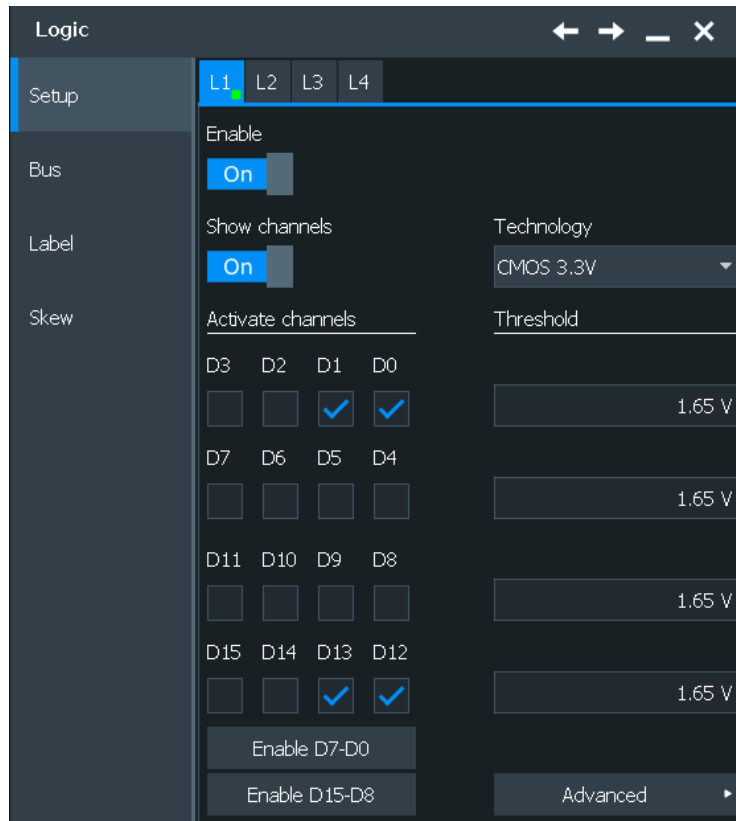 Logic
Setup
Bus
Label
Skew
L1 L2 L3 L4
Enable
On
Show channels
On
Technology
CMOS 3.3V
Activate channels
Threshold
D3 D2 D1 D0
1.65 V
D7 D6 D5 D4
1.65 V
D11 D10 D9 D8
1.65 V
D15 D14 D13 D12
1.65 V
Enable D7-D0
Enable D15-D8
Advanced